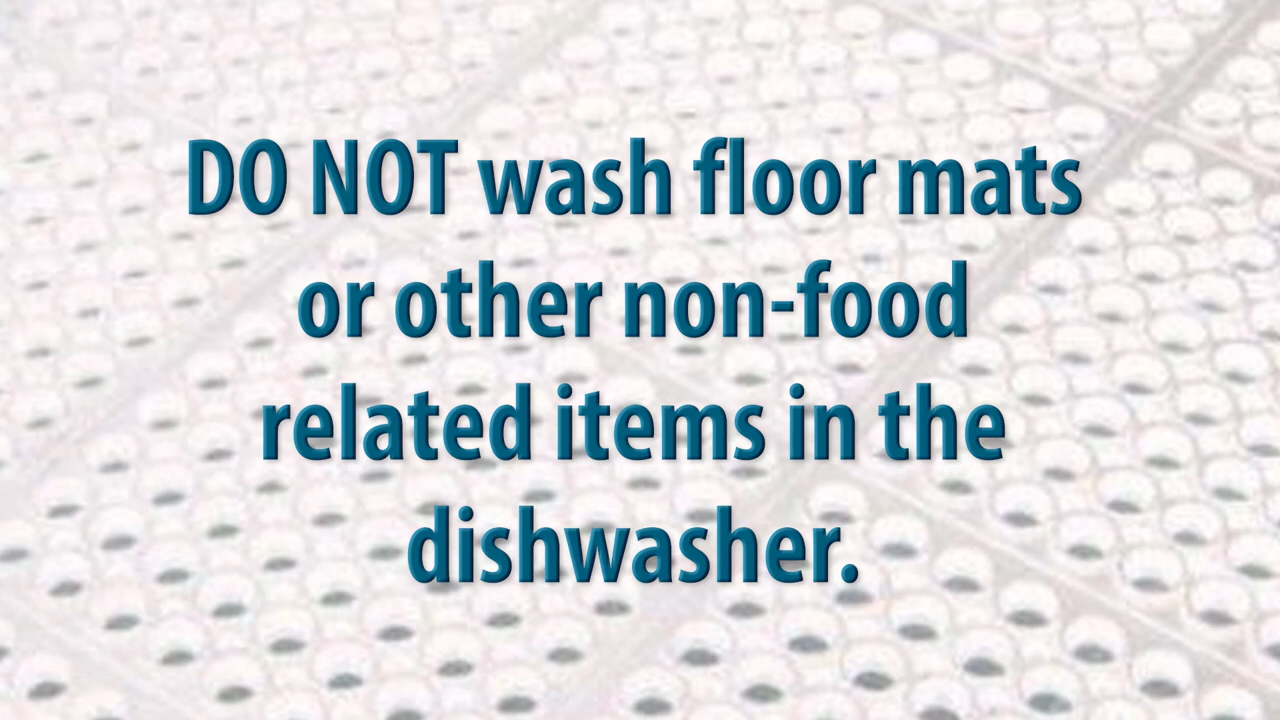 DO NOT wash floor mats
or other non-food
related items in the
dishwasher.